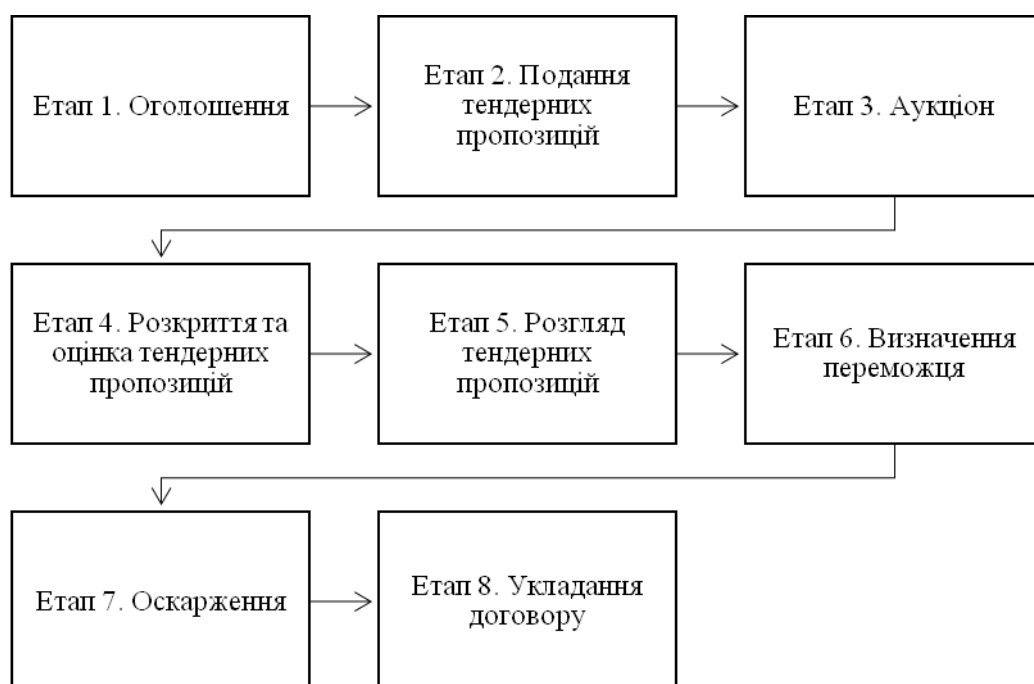 Етап 1. Оголошення
Етап 2. Подання
тендерних
пропозицій
Етап 3. Аукціон
Етап 4. Розкриття та
оцінка тендерних
пропозицій
Етап 5. Розгляд
тендерних
пропозицій
Етап 6. Визначення
переможця
Етап 7. Оскарження
Етап 8. Укладання
договору